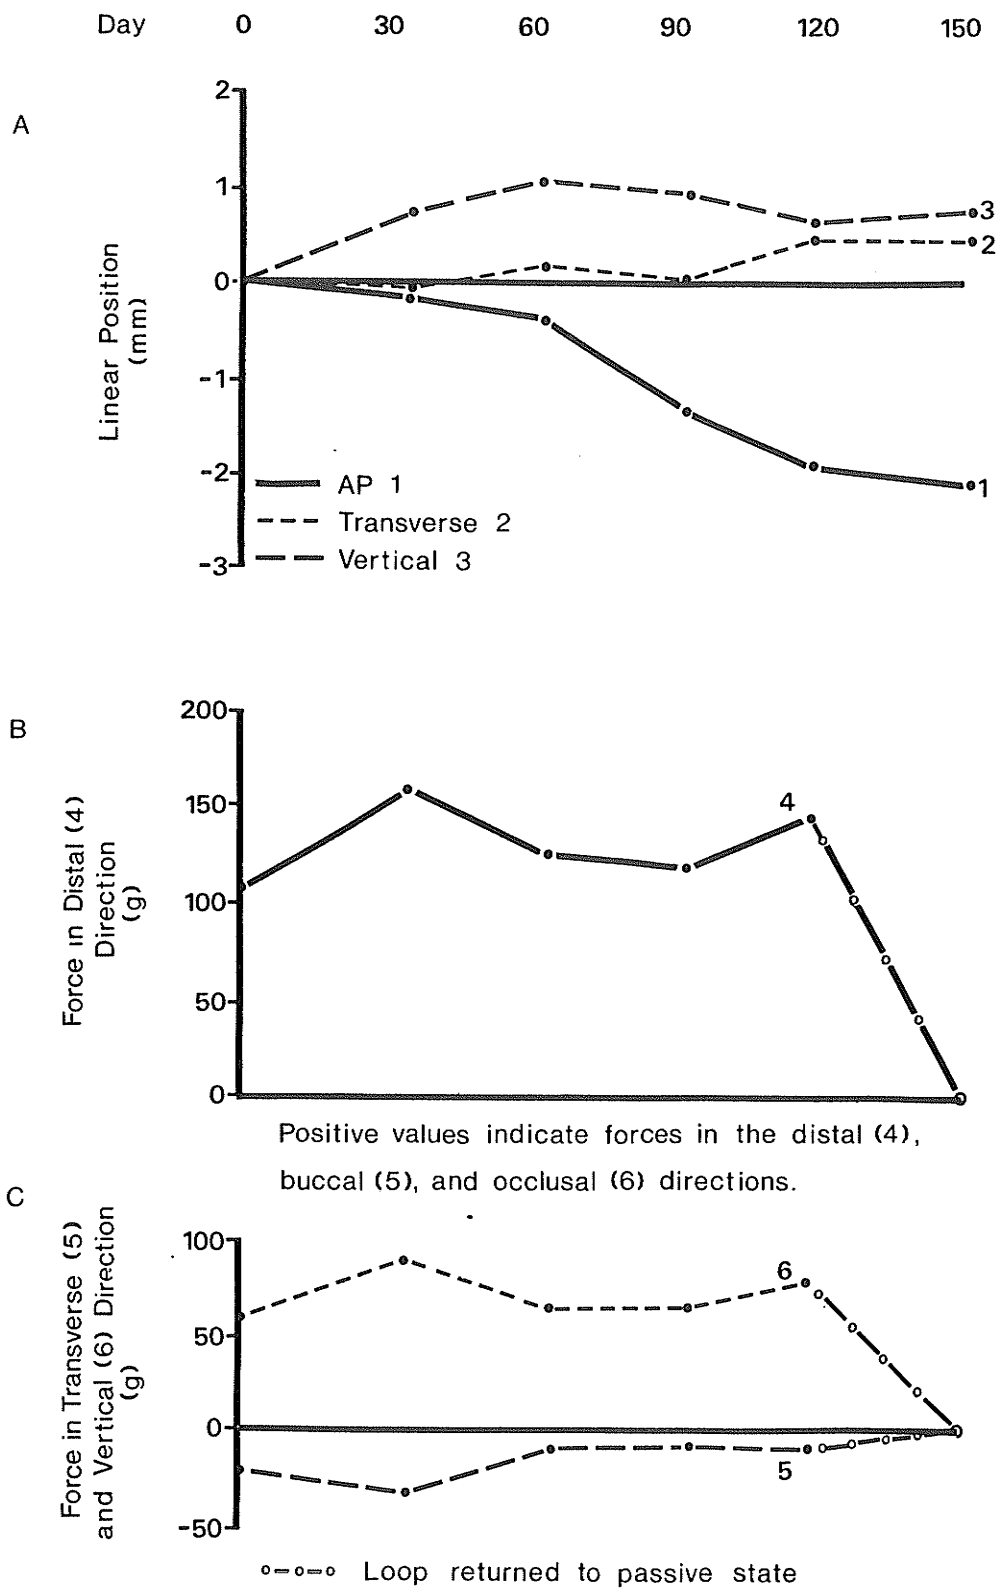 Day 0 30 60 90 120 150
A
2
1
0
-1
-2
-3
Linear Position
(mm)
3
2
1
AP 1
Transverse 2
Vertical 3
B
200
150
100
50
0
Force in Distal (4)
Direction
(g)
4
Positive values indicate forces in the distal (4),
buccal (5), and occlusal (6) directions.
C
100
50
0
-50
Force in Transverse (5)
and Vertical (6) Direction
(g)
6
5
Loop returned to passive state